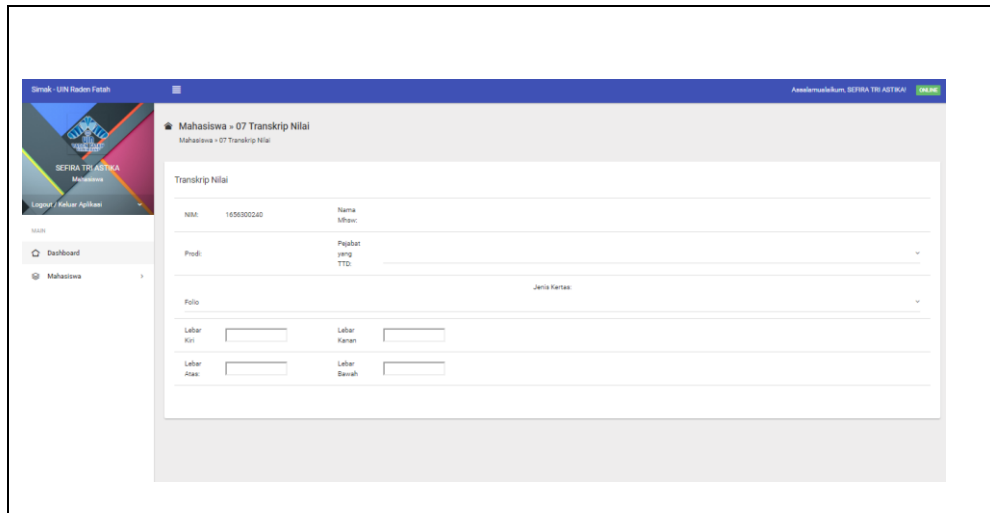 Simak - UIN Raden Fatah
Assalamualaikum, SEFIRA TRI ASTIKA! ONLINE
SEFIRA TRI ASTIKA
Mahasiswa
Logout / Keluar Aplikasi
MAIN
Dashboard
Mahasiswa
Mahasiswa » 07 Transkrip Nilai
Mahasiswa » 07 Transkrip Nilai
Transkrip Nilai
NIM: 1656300240 Nama Mhsw:
Prodi: Pejabat yang TTD:
Jenis Kertas:
Folio
Lebar Kiri Lebar Kanan
Lebar Atas: Lebar Bawah